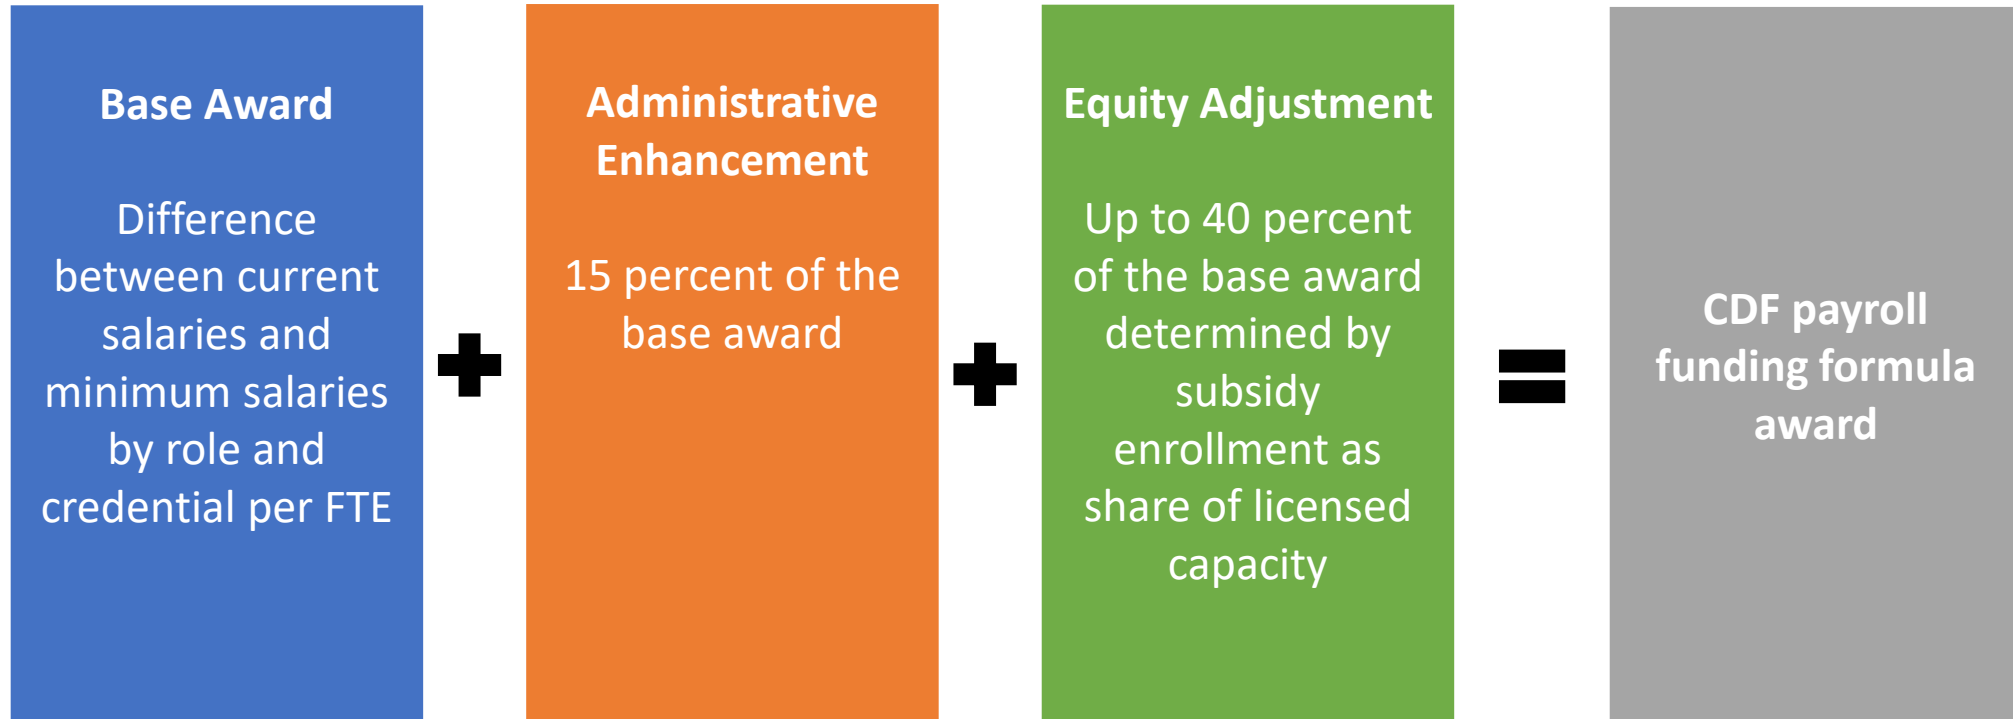 Base Award
Difference
between current
salaries and
minimum salaries
by role and
credential per FTE
Administrative
Enhancement
15 percent of the
base award
Equity Adjustment
Up to 40 percent
of the base award
determined by
subsidy
enrollment as
share of licensed
capacity
CDF payroll
funding formula
award